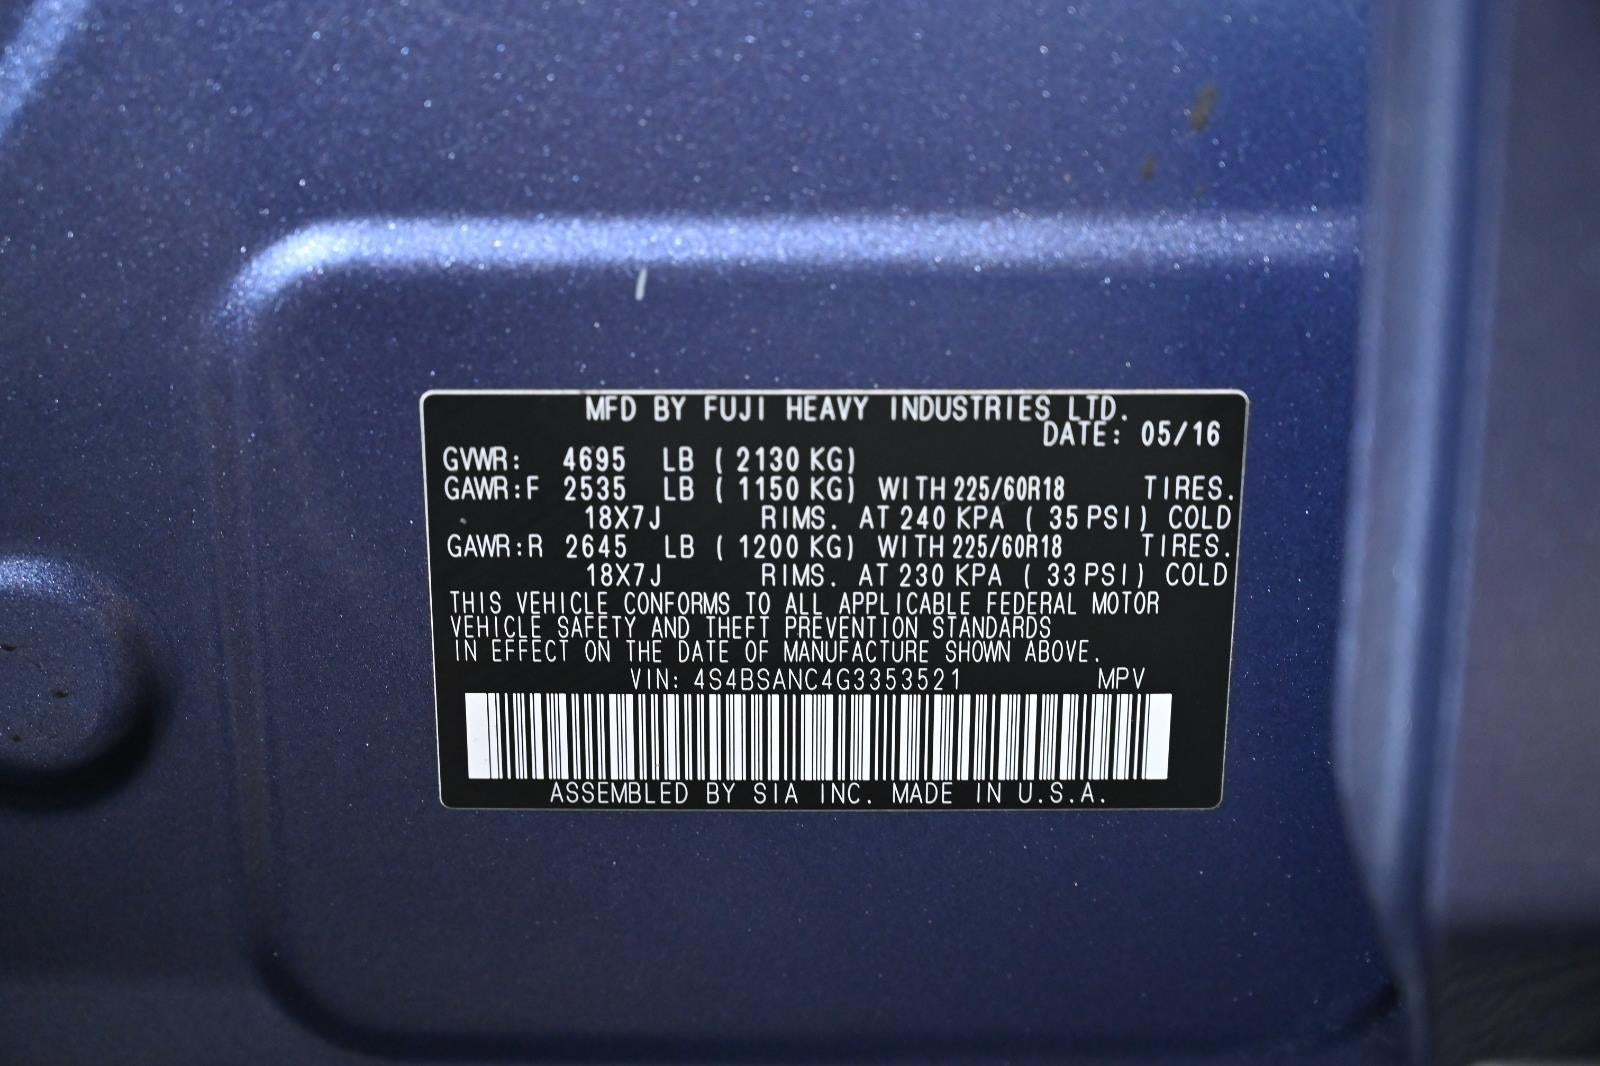 MFD BY FUJI HEAVY INDUSTRIES LTD.
DATE: 05/16
GVWR: 4695 LB ( 2130 KG)
GAWR:F 2535 LB ( 1150 KG) WITH 225/60R18 TIRES.
18X7J RIMS. AT 240 KPA ( 35 PSI) COLD
GAWR:R 2645 LB ( 1200 KG) WITH 225/60R18 TIRES.
18X7J RIMS. AT 230 KPA ( 33 PSI) COLD
THIS VEHICLE CONFORMS TO ALL APPLICABLE FEDERAL MOTOR
VEHICLE SAFETY AND THEFT PREVENTION STANDARDS
IN EFFECT ON THE DATE OF MANUFACTURE SHOWN ABOVE.
VIN: 4S4BSANC4G3353521 MPV
ASSEMBLED BY SIA INC. MADE IN U.S.A.